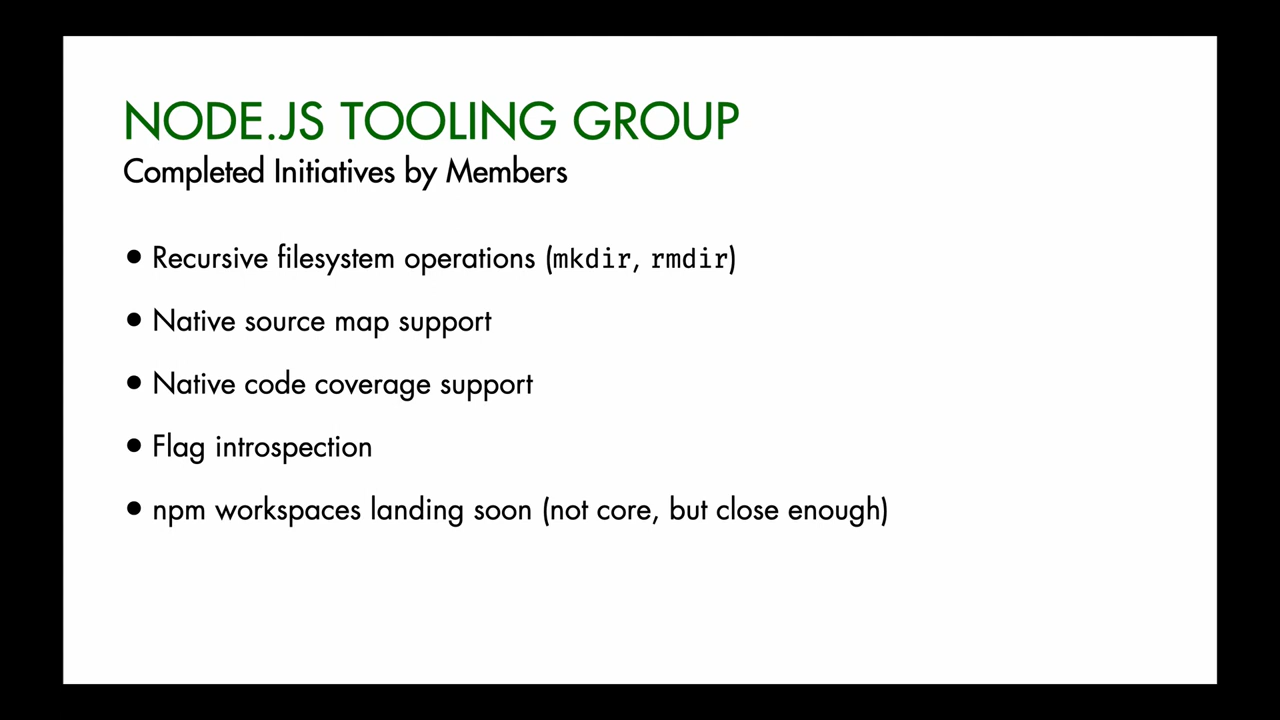 NODE.JS TOOLING GROUP
Completed Initiatives by Members
• Recursive filesystem operations (mkdir, rmdir)
• Native source map support
• Native code coverage support
• Flag introspection
• npm workspaces landing soon (not core, but close enough)